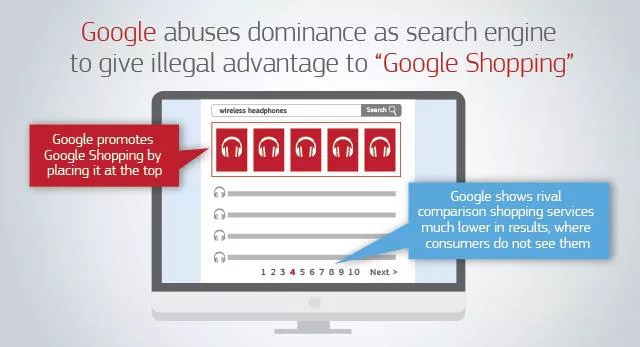 Google abuses dominance as search engine
to give illegal advantage to “Google Shopping”
wireless headphones
Search
Google promotes
Google Shopping by
placing it at the top
Google shows rival
comparison shopping services
much lower in results, where
consumers do not see them
1 2 3 4 5 6 7 8 9 10 Next >